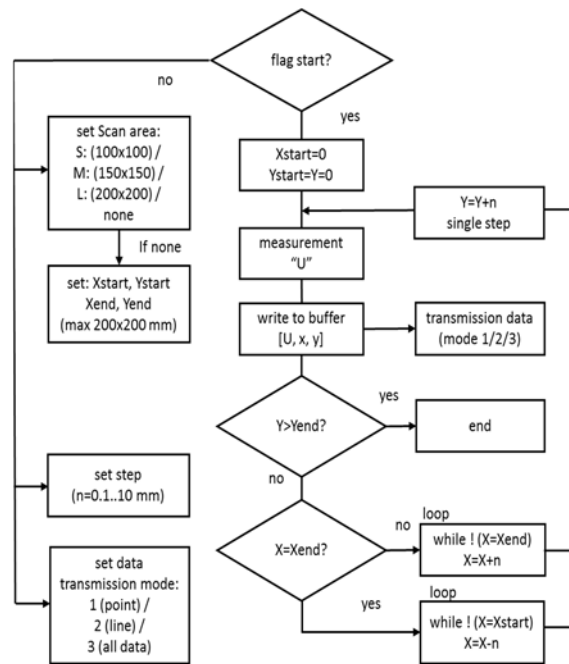 flag start?
no
yes
set Scan area:
S: (100x100) /
M: (150x150) /
L: (200x200) /
none
If none
set: Xstart, Ystart
Xend, Yend
(max 200x200 mm)
set step
(n=0.1..10 mm)
set data
transmission mode:
1 (point) /
2 (line) /
3 (all data)
Xstart=0
Ystart=Y=0
Y=Y+n
single step
measurement
"U"
write to buffer
[U, x, y]
transmission data
(mode 1/2/3)
Y>Yend?
yes
end
no
X=Xend?
no
loop
while ! (X=Xend)
X=X+n
yes
loop
while ! (X=Xstart)
X=X-n